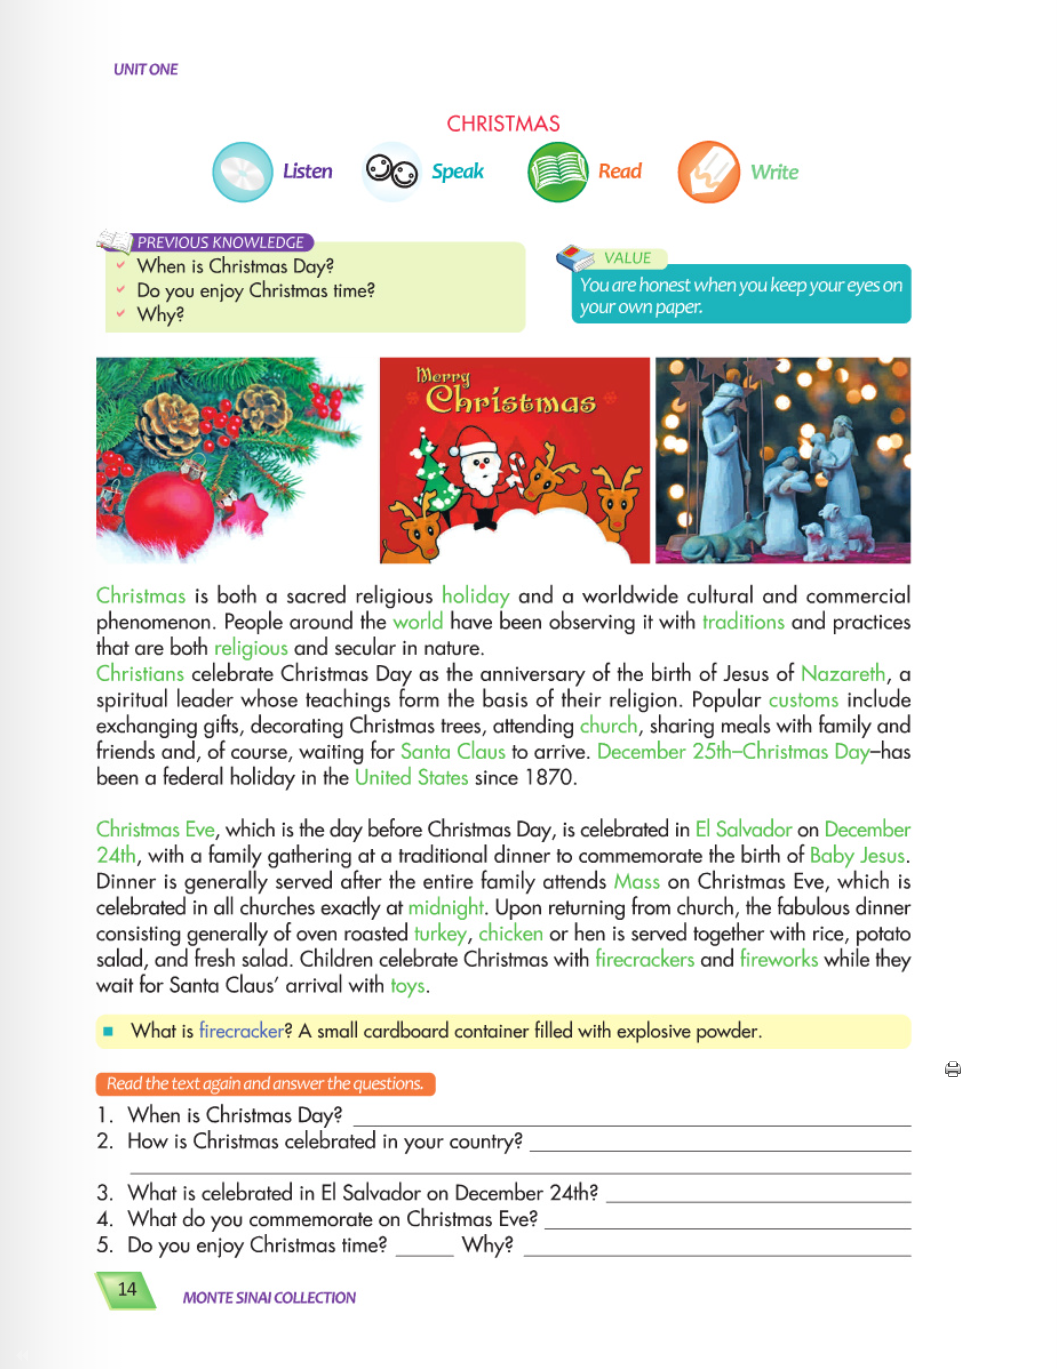 UNIT ONE
CHRISTMAS
Listen
Speak
Read
Write
PREVIOUS KNOWLEDGE
When is Christmas Day?
Do you enjoy Christmas time?
Why?
VALUE
You are honest when you keep your eyes on
your own paper.
Merry
Christmas
Christmas is both a sacred religious holiday and a worldwide cultural and commercial
phenomenon. People around the world have been observing it with traditions and practices
that are both religious and secular in nature.
Christians celebrate Christmas Day as the anniversary of the birth of Jesus of Nazareth, a
spiritual leader whose teachings form the basis of their religion. Popular customs include
exchanging gifts, decorating Christmas trees, attending church, sharing meals with family and
friends and, of course, waiting for Santa Claus to arrive. December 25th–Christmas Day–has
been a federal holiday in the United States since 1870.
Christmas Eve, which is the day before Christmas Day, is celebrated in El Salvador on December
24th, with a family gathering at a traditional dinner to commemorate the birth of Baby Jesus.
Dinner is generally served after the entire family attends Mass on Christmas Eve, which is
celebrated in all churches exactly at midnight. Upon returning from church, the fabulous dinner
consisting generally of oven roasted turkey, chicken or hen is served together with rice, potato
salad, and fresh salad. Children celebrate Christmas with firecrackers and fireworks while they
wait for Santa Claus’ arrival with toys.
What is firecracker? A small cardboard container filled with explosive powder.
Read the text again and answer the questions.
1. When is Christmas Day?
2. How is Christmas celebrated in your country?
3. What is celebrated in El Salvador on December 24th?
4. What do you commemorate on Christmas Eve?
5. Do you enjoy Christmas time? Why?
14
MONTE SINAI COLLECTION